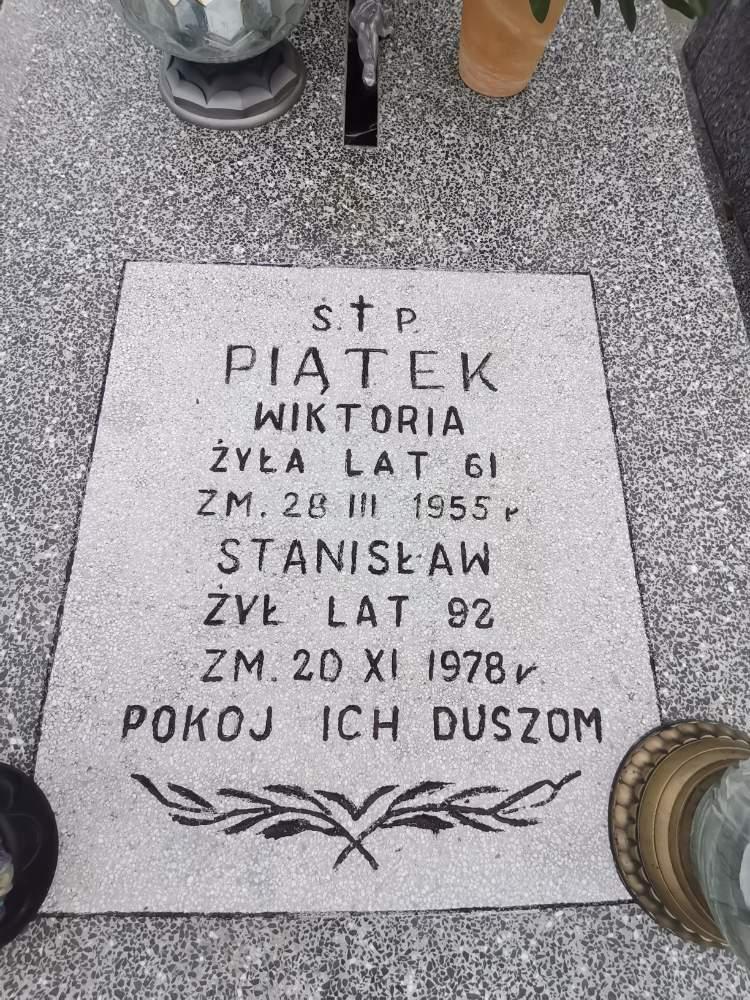 Ś.✝P.
PIĄTEK
WIKTORIA
ŻYŁA LAT 61
ZM. 28 III 1955 r
STANISŁAW
ŻYŁ LAT 92
ZM. 20 XI 1978 r
POKOJ ICH DUSZOM